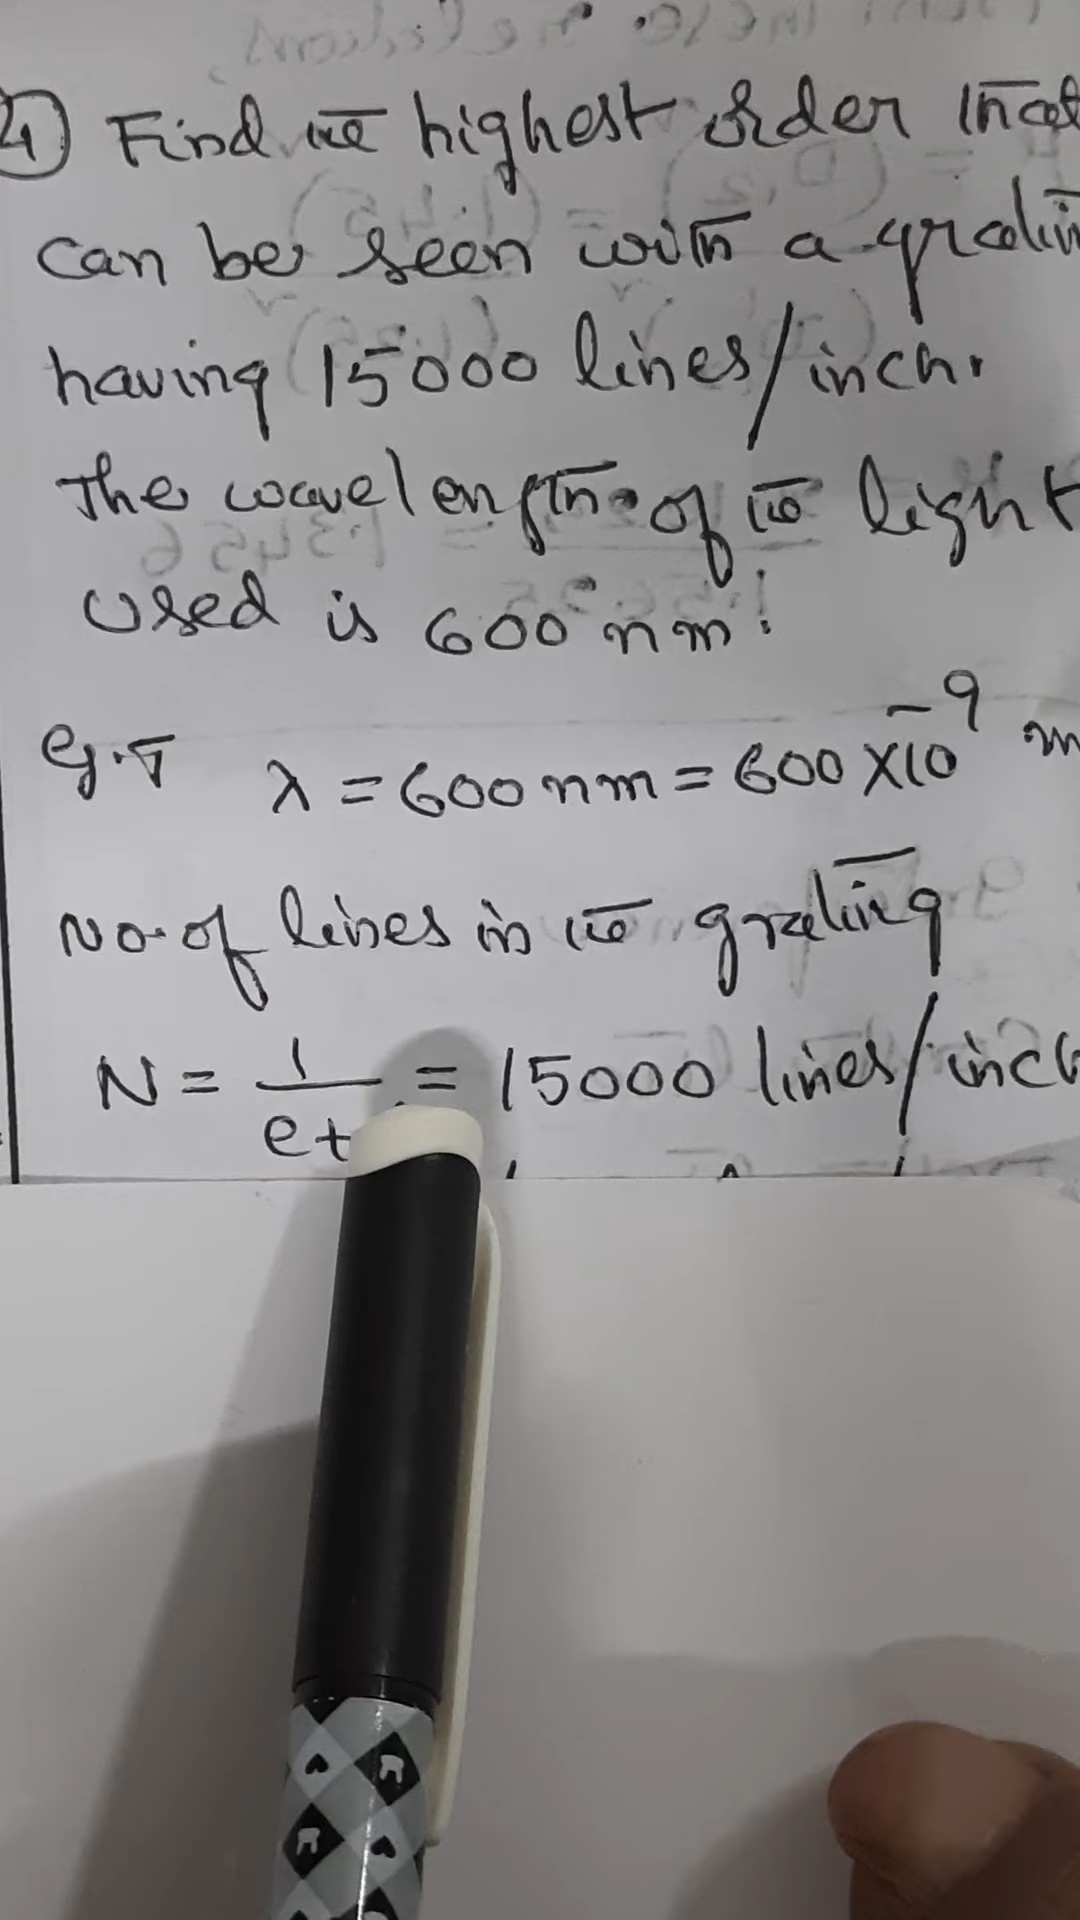 4) Find the highest order that
can be seen with a gratin
having 15000 lines/inch.
The wavelength of the light
used is 600 nm.
G.T λ = 600 nm = 600 × 10⁻⁹ m
No. of lines in the grating
N = 1/e+ = 15000 lines/inch